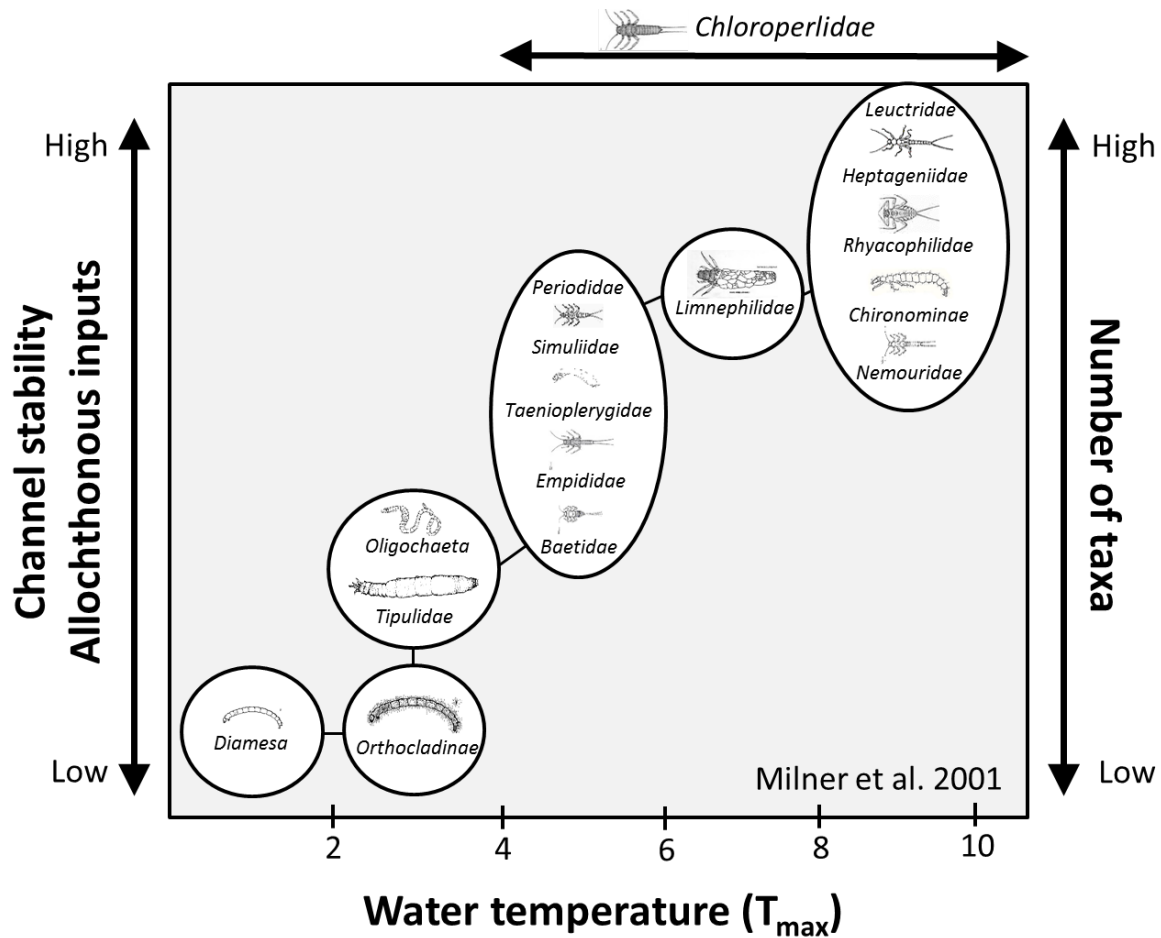 Chloroperlidae
High
High
Channel stability
Allochthonous inputs
Number of taxa
Low
Low
Leuctridae
Heptageniidae
Rhyacophilidae
Chironominae
Nemouridae
Limnephilidae
Periodidae
Simuliidae
Taenioplerygidae
Empididae
Baetidae
Oligochaeta
Tipulidae
Diamesa
Orthocladinae
Milner et al. 2001
2
4
6
8
10
Water temperature (Tmax)